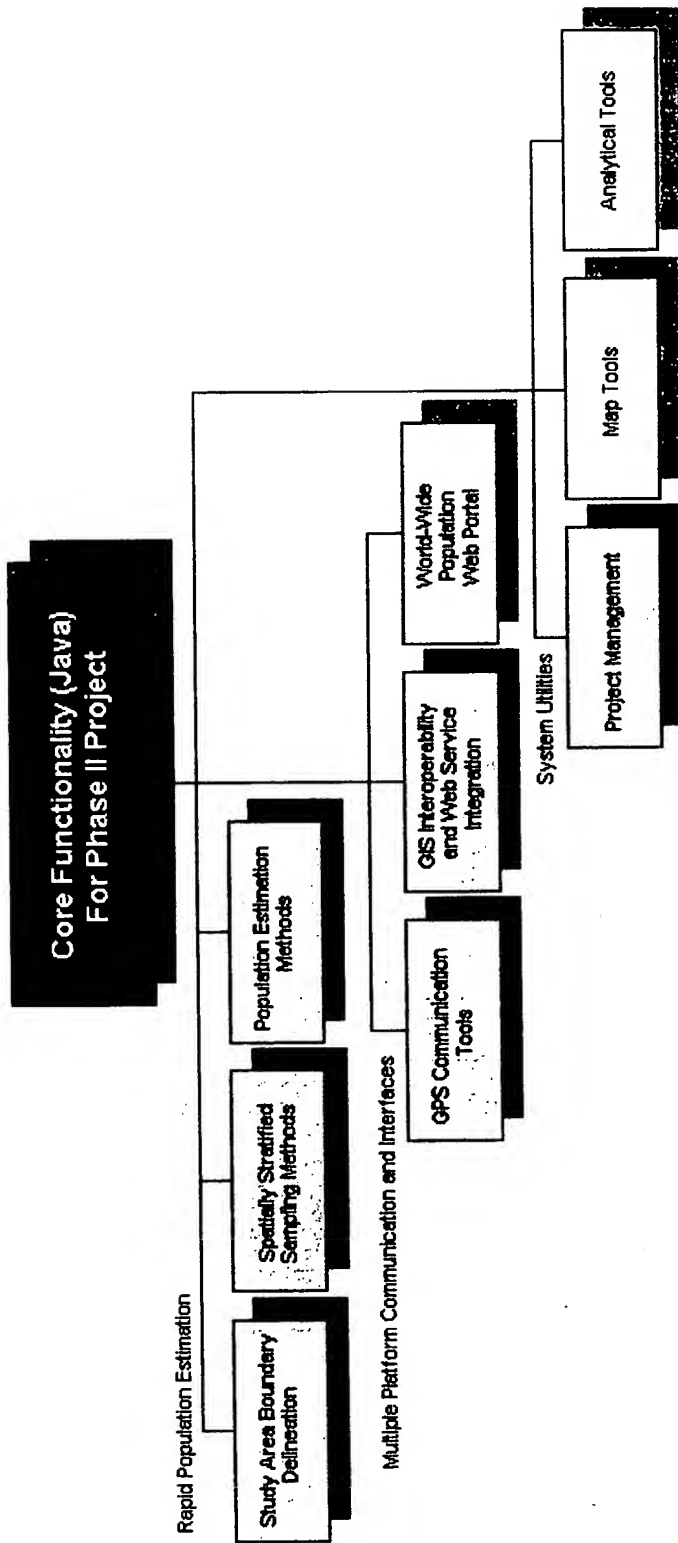 Core Functionality (Java)
For Phase II Project
Rapid Population Estimation
Study Area Boundary
Delineation
Spatially Stratified
Sampling Methods
Population Estimation
Methods
Multiple Platform Communication and Interfaces
GPS Communication
Tools
GIS Interoperability
and Web Service
Integration
World-Wide
Population
Web Portal
System Utilities
Project Management
Map Tools
Analytical Tools